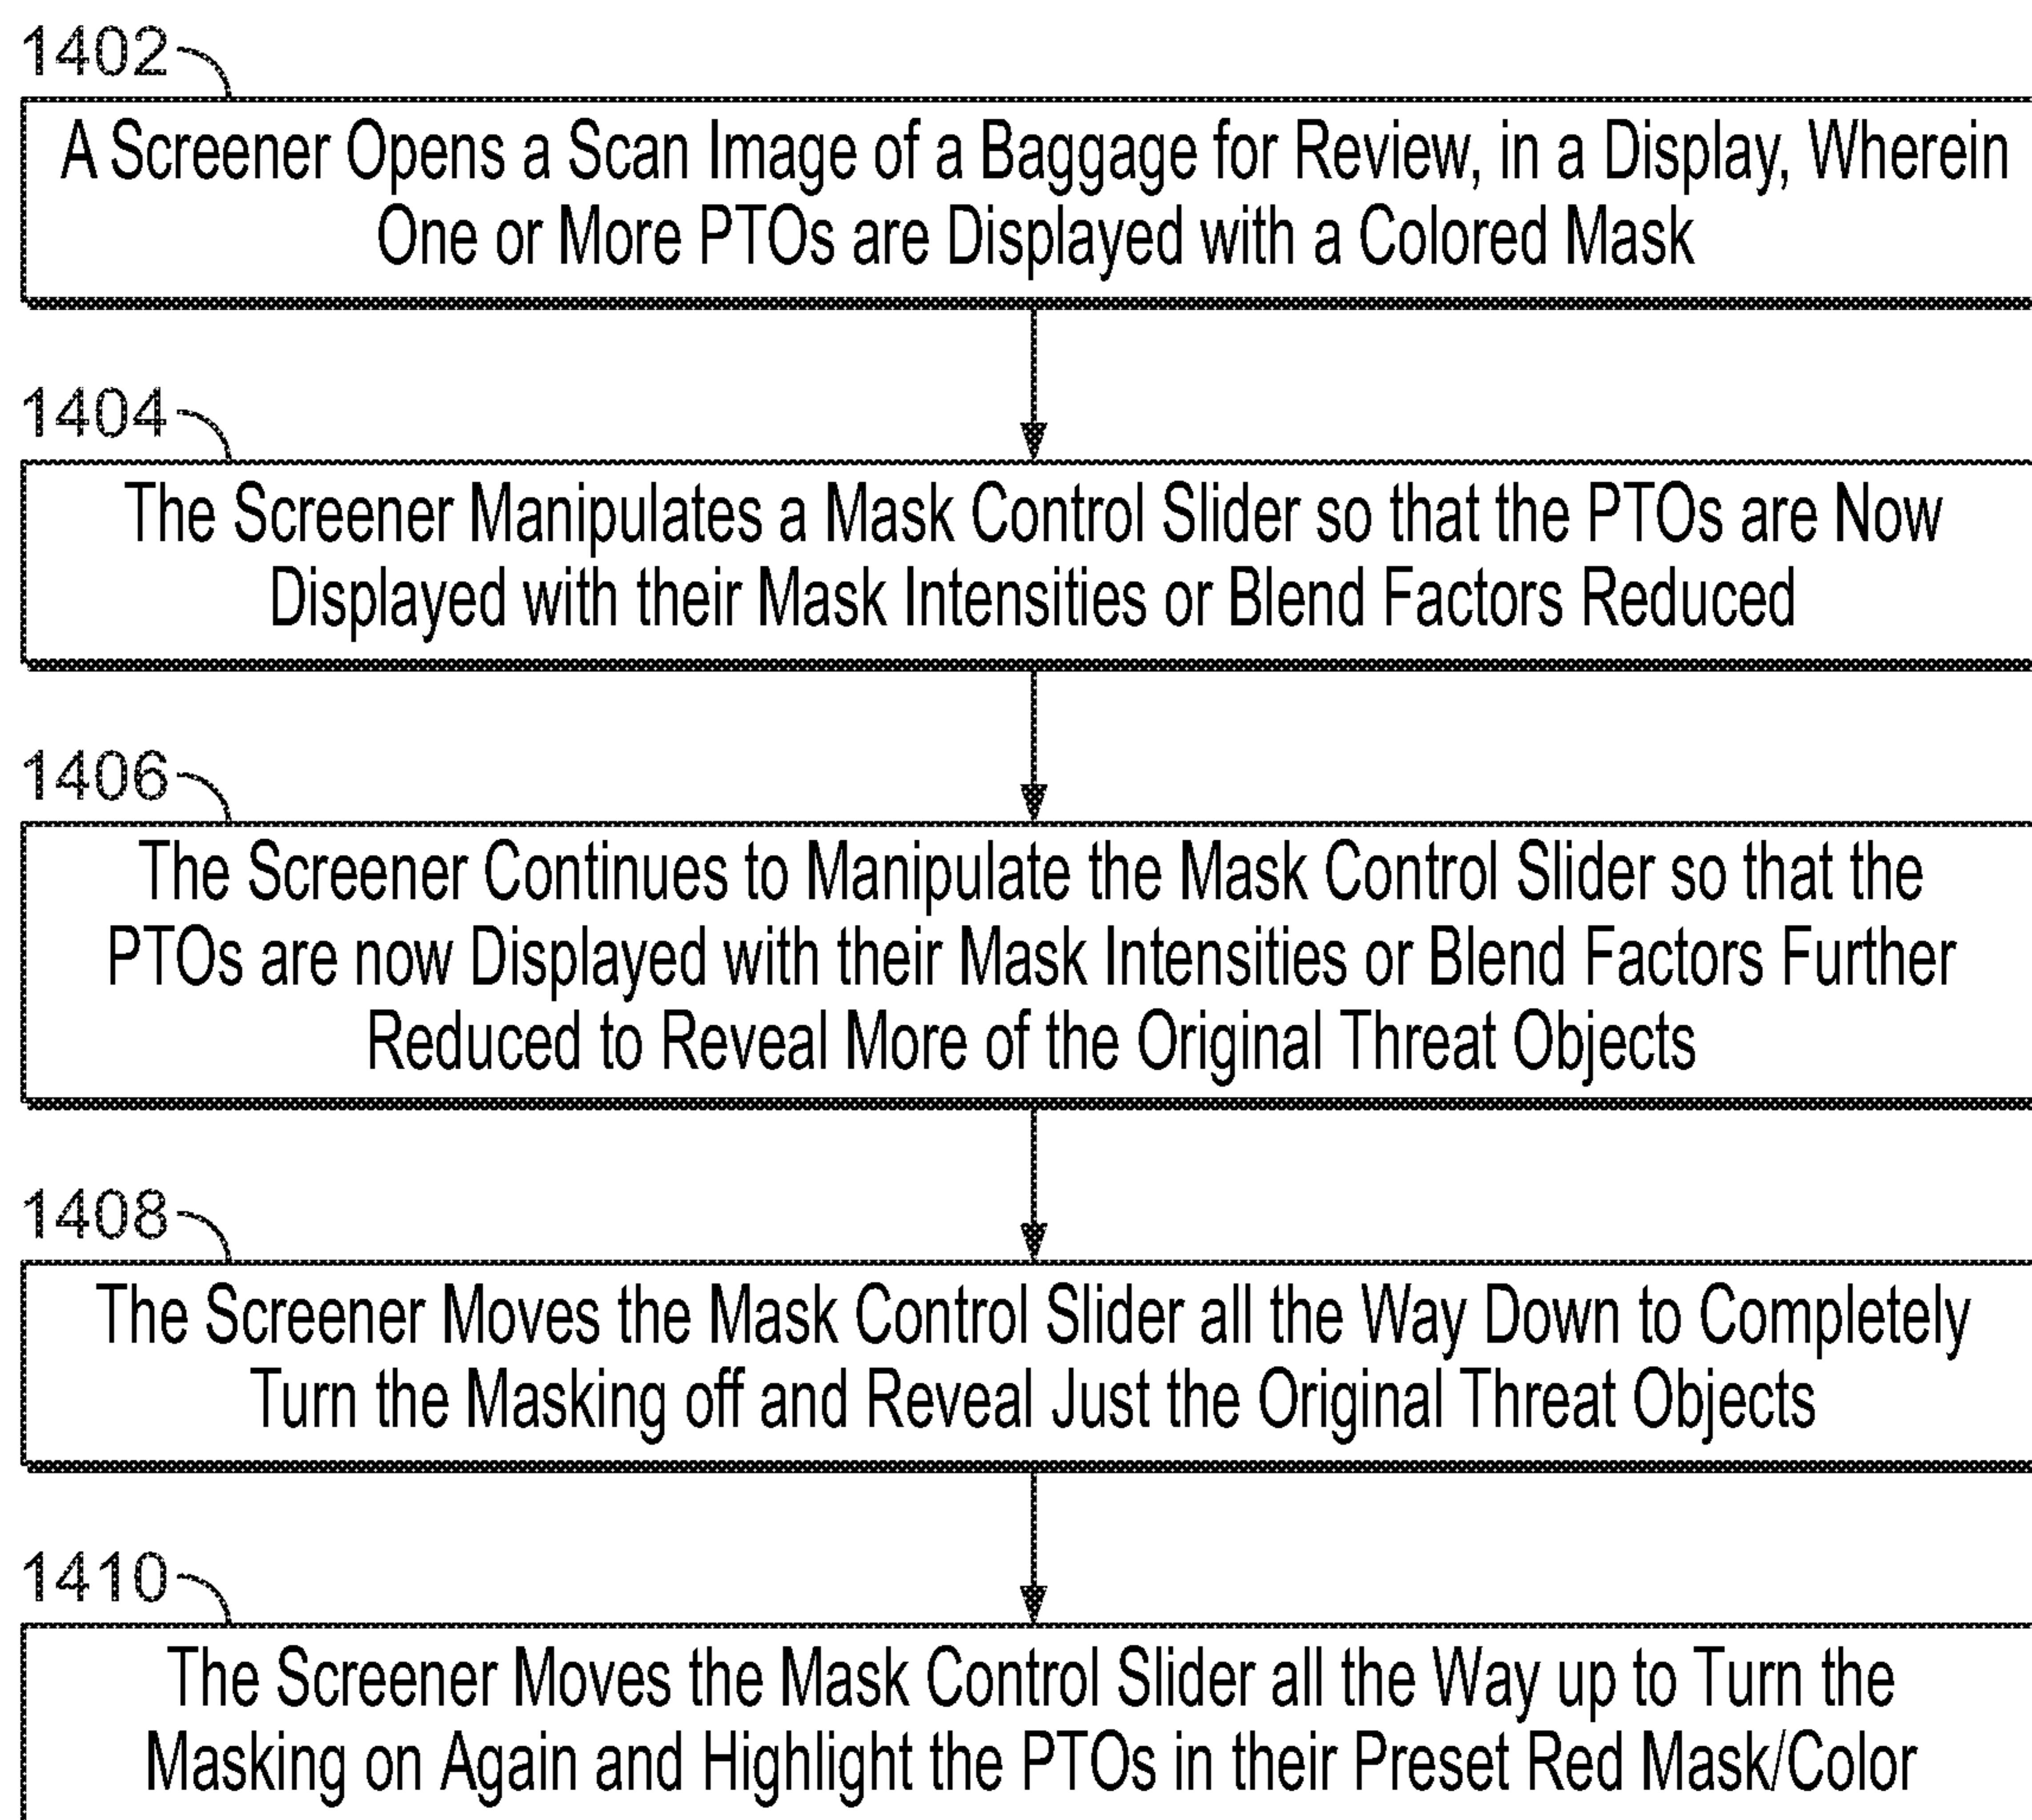 1402
A Screener Opens a Scan Image of a Baggage for Review, in a Display, Wherein
One or More PTOs are Displayed with a Colored Mask
1404
The Screener Manipulates a Mask Control Slider so that the PTOs are Now
Displayed with their Mask Intensities or Blend Factors Reduced
1406
The Screener Continues to Manipulate the Mask Control Slider so that the
PTOs are now Displayed with their Mask Intensities or Blend Factors Further
Reduced to Reveal More of the Original Threat Objects
1408
The Screener Moves the Mask Control Slider all the Way Down to Completely
Turn the Masking off and Reveal Just the Original Threat Objects
1410
The Screener Moves the Mask Control Slider all the Way up to Turn the
Masking on Again and Highlight the PTOs in their Preset Red Mask/Color